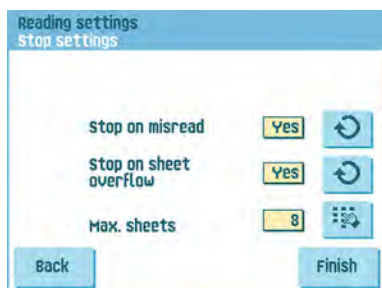 Reading settings
Stop settings
Stop on misread Yes
Stop on sheet
overflow Yes
Max. sheets 8
Back Finish